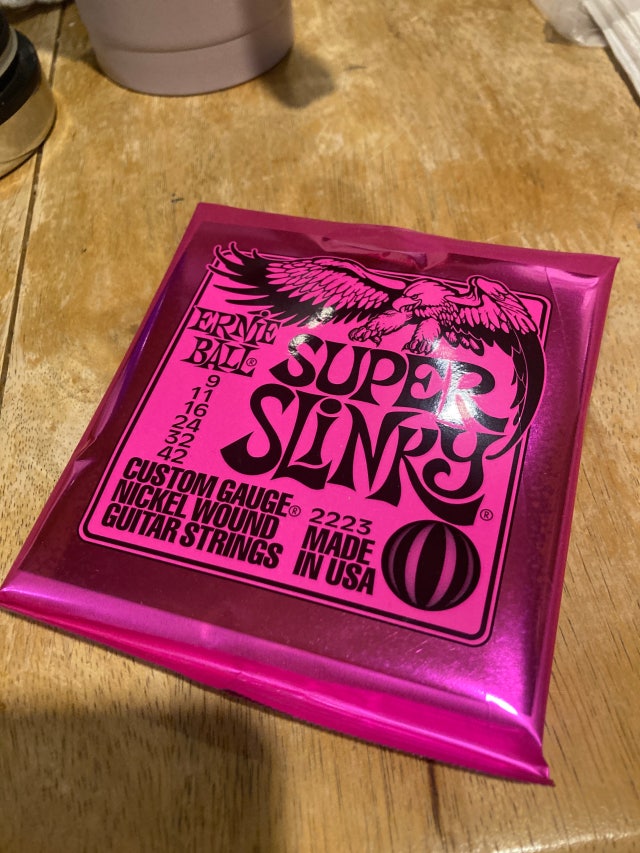 ERNiE
BALL®
SUPER
SLiNKY®
9
11
16
24
32
42
CUSTOM GAUGE®
NICKEL WOUND
GUITAR STRINGS
2223
MADE
IN USA